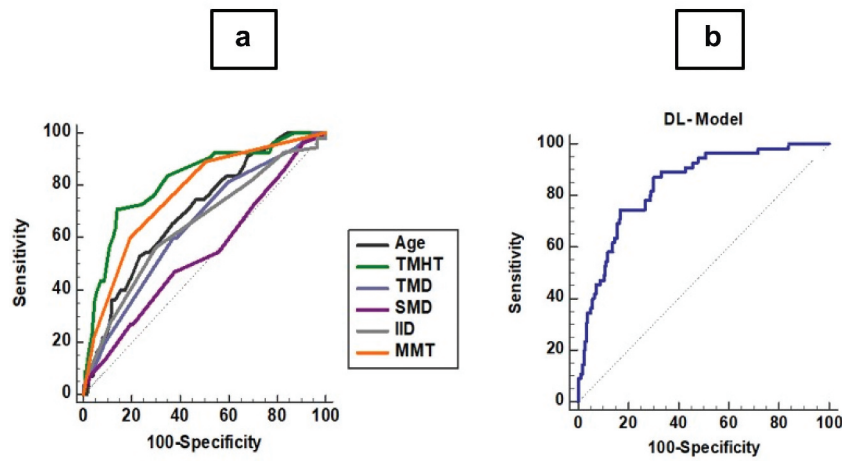 a
b
100
80
60
40
20
0
Sensitivity
0 20 40 60 80 100
100-Specificity
Age
TMHT
TMD
SMD
IID
MMT
DL- Model
100
80
60
40
20
0
Sensitivity
0 20 40 60 80 100
100-Specificity